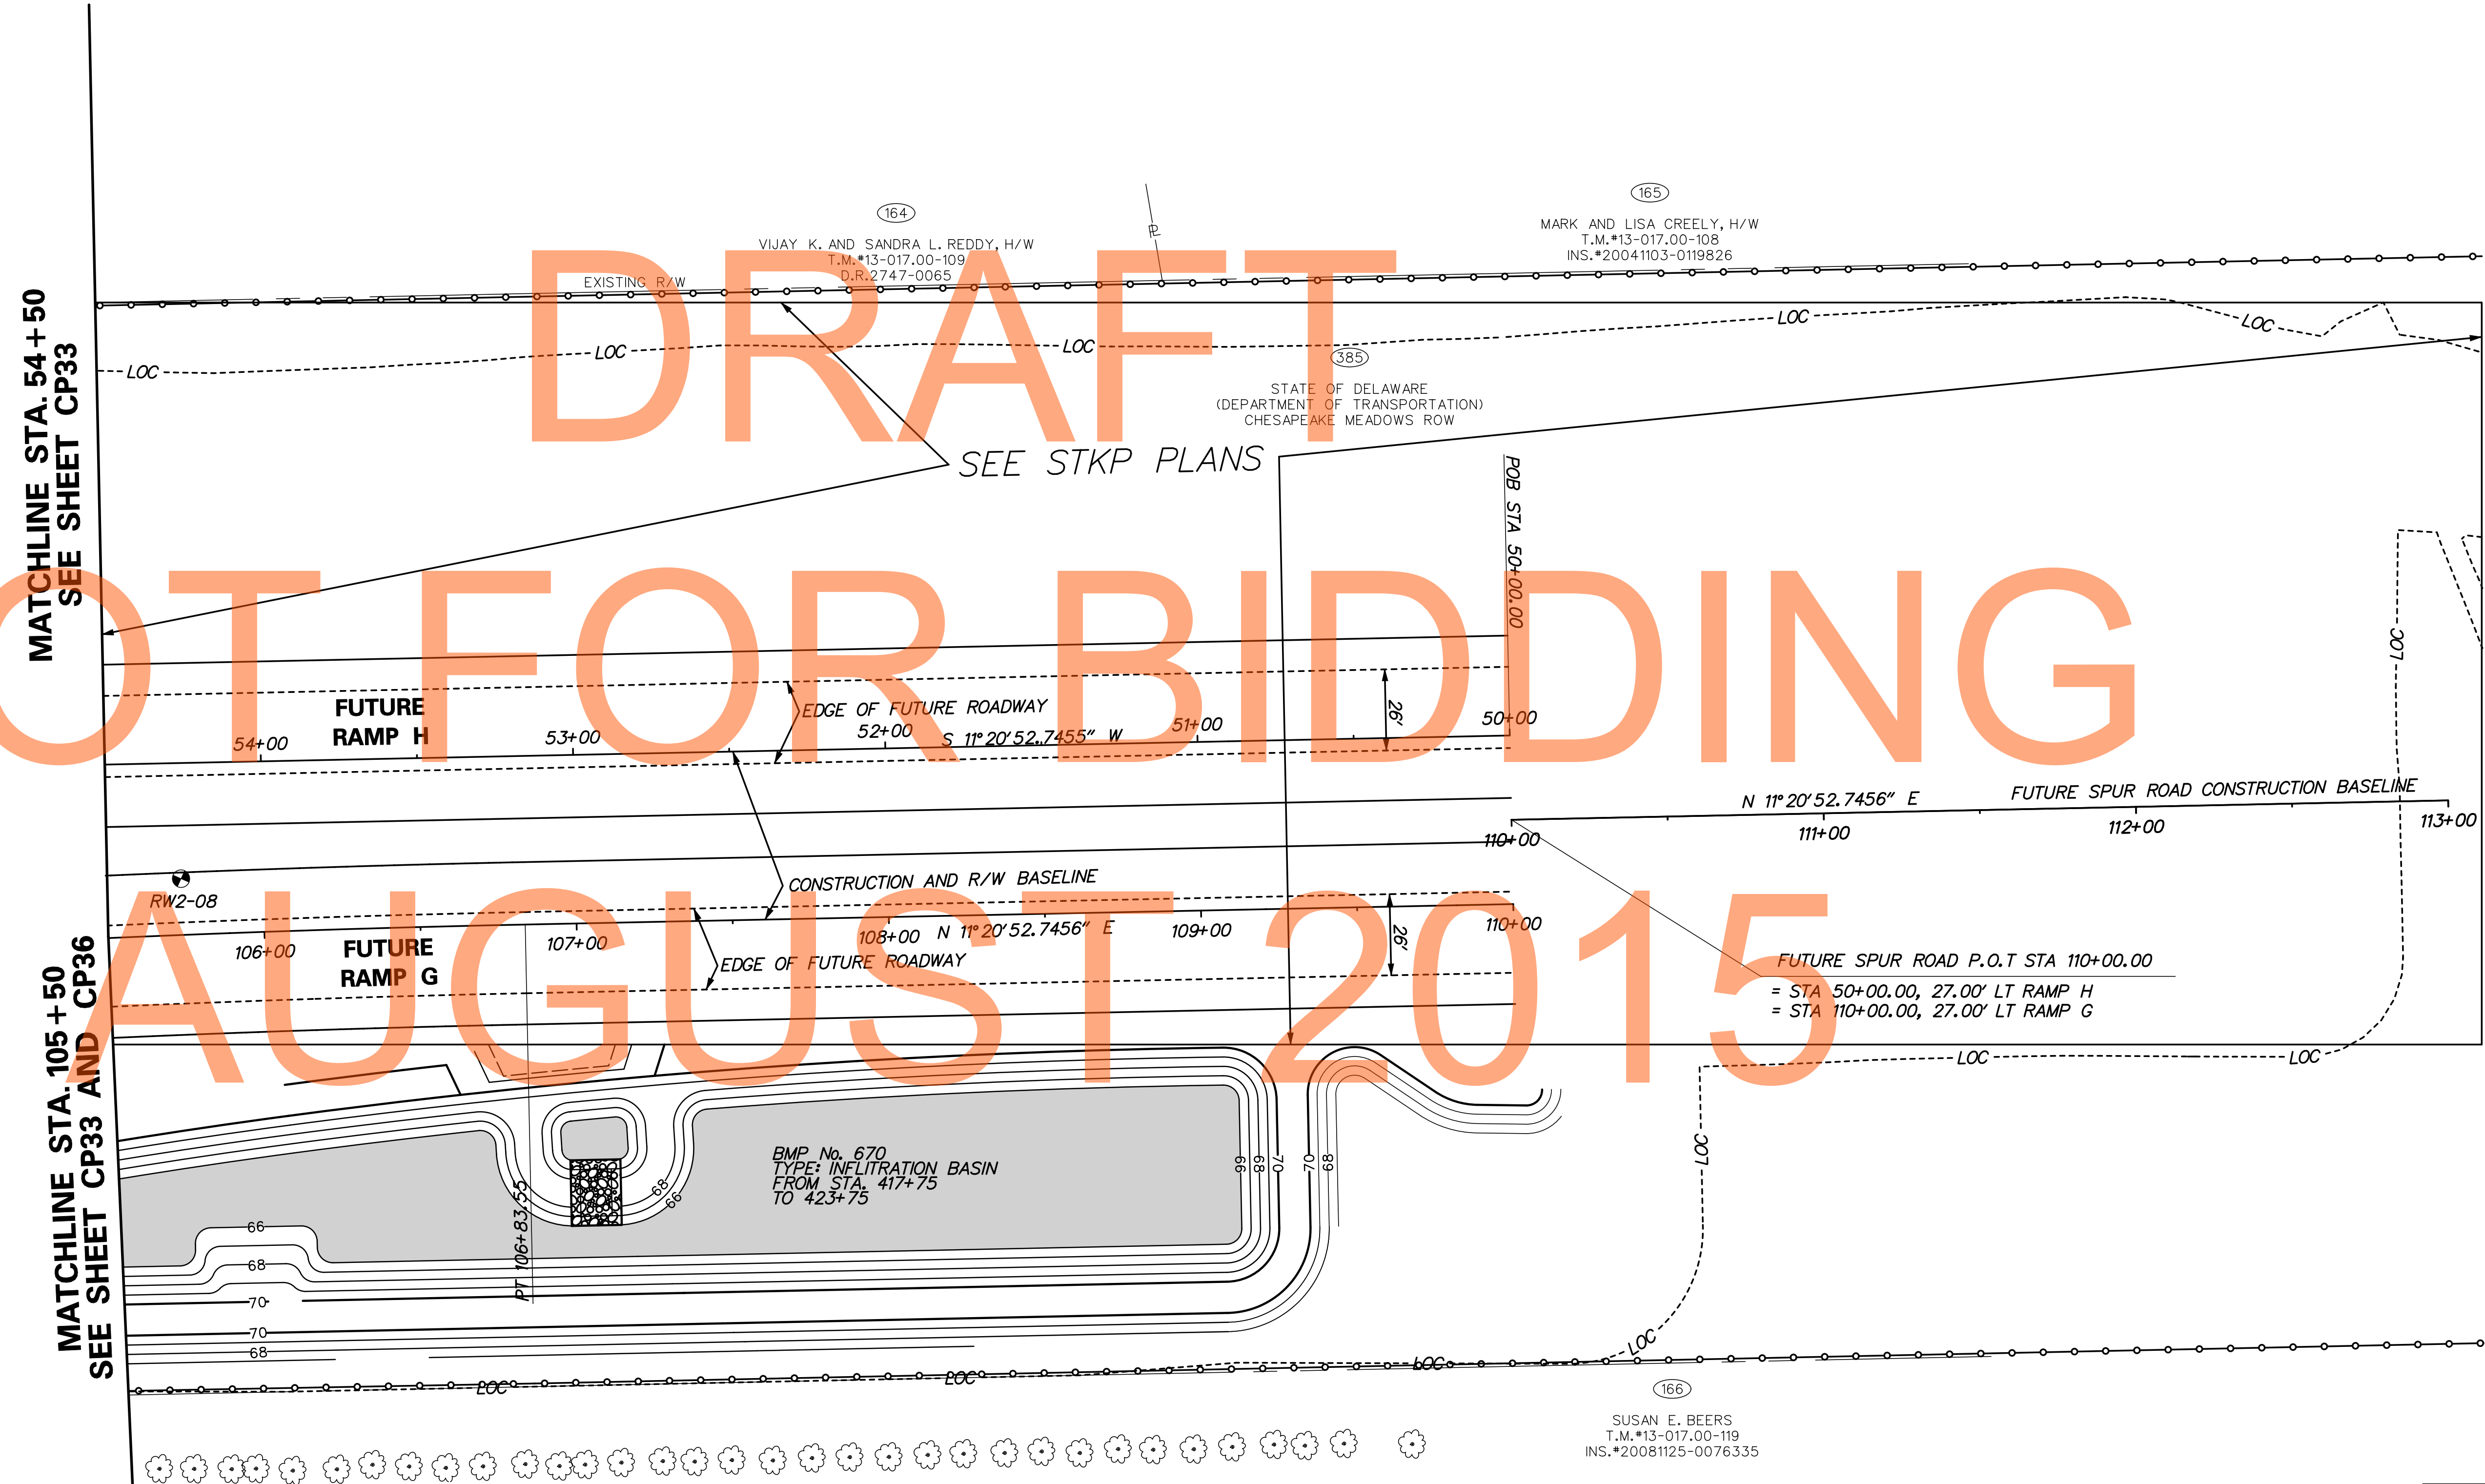 DRAFT
NOT FOR BIDDING
AUGUST 2015
MATCHLINE STA. 54+50
SEE SHEET CP33
MATCHLINE STA. 105+50
SEE SHEET CP33 AND CP36
164
VIJAY K. AND SANDRA L. REDDY, H/W
T.M.#13-017.00-109
D.R.2747-0065
EXISTING R/W
PL
165
MARK AND LISA CREELY, H/W
T.M.#13-017.00-108
INS.#20041103-0119826
LOC
LOC
LOC
LOC
LOC
385
STATE OF DELAWARE
(DEPARTMENT OF TRANSPORTATION)
CHESAPEAKE MEADOWS ROW
SEE STKP PLANS
POB STA 50+00.00
LOC
FUTURE
RAMP H
EDGE OF FUTURE ROADWAY
26'
54+00
53+00
52+00
S 11°20'52.7455" W
51+00
50+00
N 11°20'52.7456" E
FUTURE SPUR ROAD CONSTRUCTION BASELINE
110+00
111+00
112+00
113+00
RW2-08
CONSTRUCTION AND R/W BASELINE
106+00
FUTURE
RAMP G
107+00
108+00
N 11°20'52.7456" E
109+00
110+00
26'
EDGE OF FUTURE ROADWAY
FUTURE SPUR ROAD P.O.T STA 110+00.00
= STA 50+00.00, 27.00' LT RAMP H
= STA 110+00.00, 27.00' LT RAMP G
LOC
LOC
LOC
BMP No. 670
TYPE: INFLITRATION BASIN
FROM STA. 417+75
TO 423+75
PT 106+83.55
68
66
66
68
70
70
68
66
68
70
70
68
LOC
LOC
LOC
LOC
166
SUSAN E. BEERS
T.M.#13-017.00-119
INS.#20081125-0076335